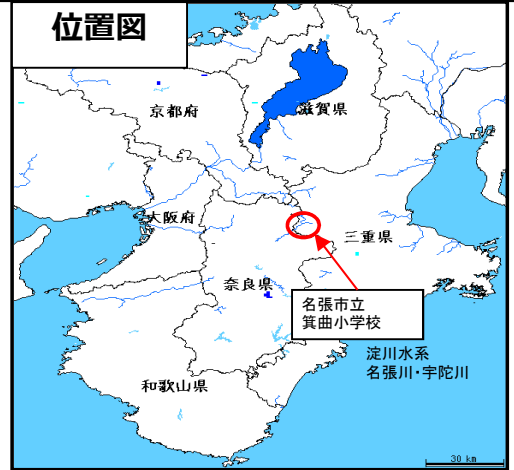 位置図
京都府
滋賀県
大阪府
三重県
奈良県
名張市立
箕曲小学校
淀川水系
名張川・宇陀川
和歌山県
30 km